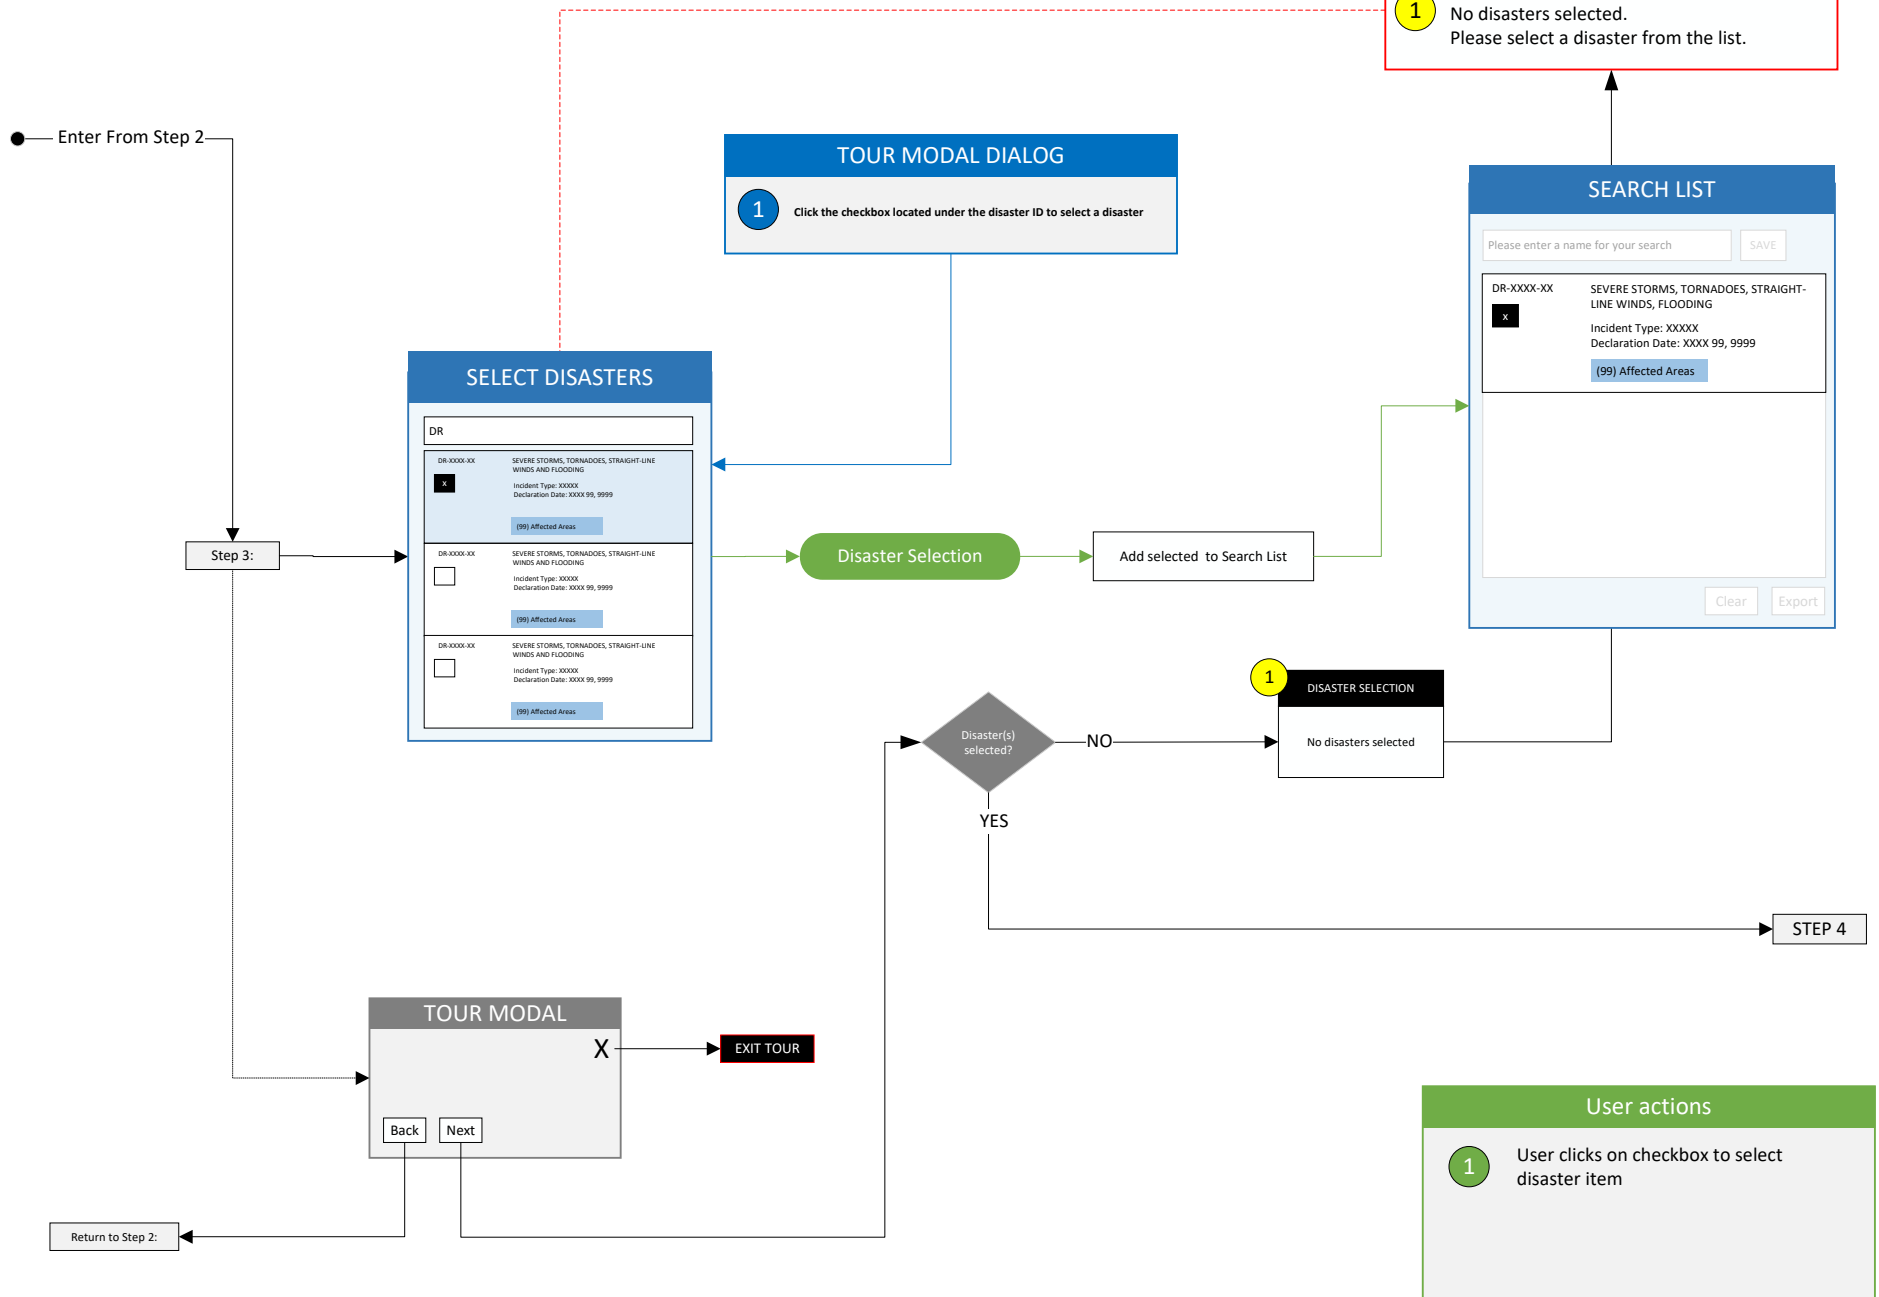 1
No disasters selected.
Please select a disaster from the list.
Enter From Step 2
TOUR MODAL DIALOG
1
Click the checkbox located under the disaster ID to select a disaster
SEARCH LIST
Please enter a name for your search
SAVE
DR-XXXX-XX
x
SEVERE STORMS, TORNADOES, STRAIGHT-
LINE WINDS, FLOODING
Incident Type: XXXXX
Declaration Date: XXXX 99, 9999
(99) Affected Areas
Clear
Export
SELECT DISASTERS
DR
DR-XXXX-XX
x
SEVERE STORMS, TORNADOES, STRAIGHT-LINE
WINDS AND FLOODING
Incident Type: XXXXX
Declaration Date: XXXX 99, 9999
(99) Affected Areas
DR-XXXX-XX
SEVERE STORMS, TORNADOES, STRAIGHT-LINE
WINDS AND FLOODING
Incident Type: XXXXX
Declaration Date: XXXX 99, 9999
(99) Affected Areas
DR-XXXX-XX
SEVERE STORMS, TORNADOES, STRAIGHT-LINE
WINDS AND FLOODING
Incident Type: XXXXX
Declaration Date: XXXX 99, 9999
(99) Affected Areas
Step 3:
Disaster Selection
Add selected to Search List
1
DISASTER SELECTION
No disasters selected
Disaster(s)
selected?
NO
YES
STEP 4
TOUR MODAL
X
EXIT TOUR
Back
Next
Return to Step 2:
User actions
1
User clicks on checkbox to select
disaster item